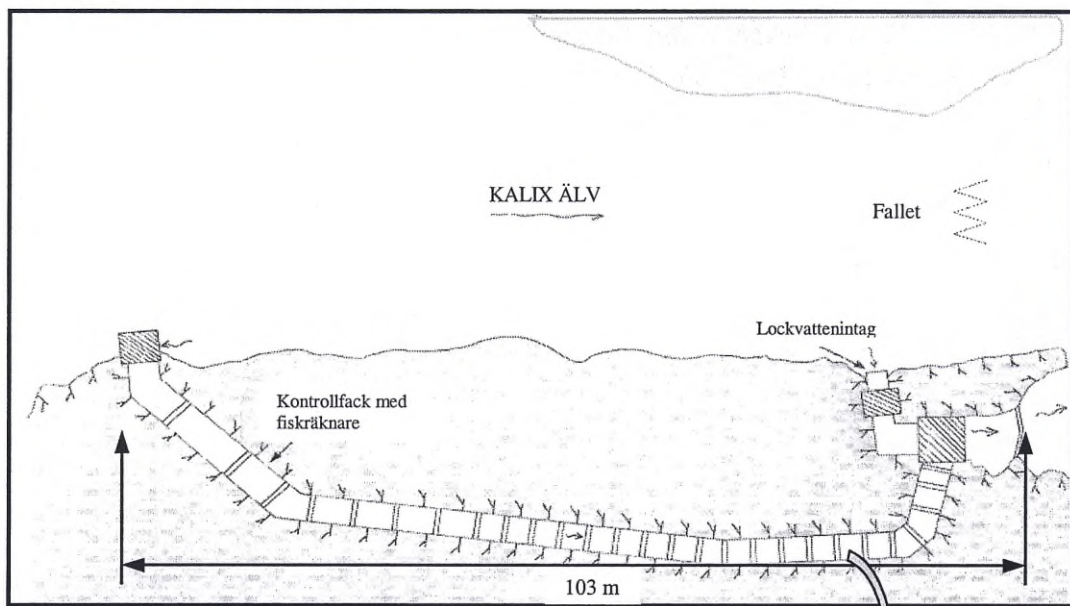 KALIX ÄLV
Fallet
Lockvattenintag
Kontrollfack med
fiskräknare
103 m